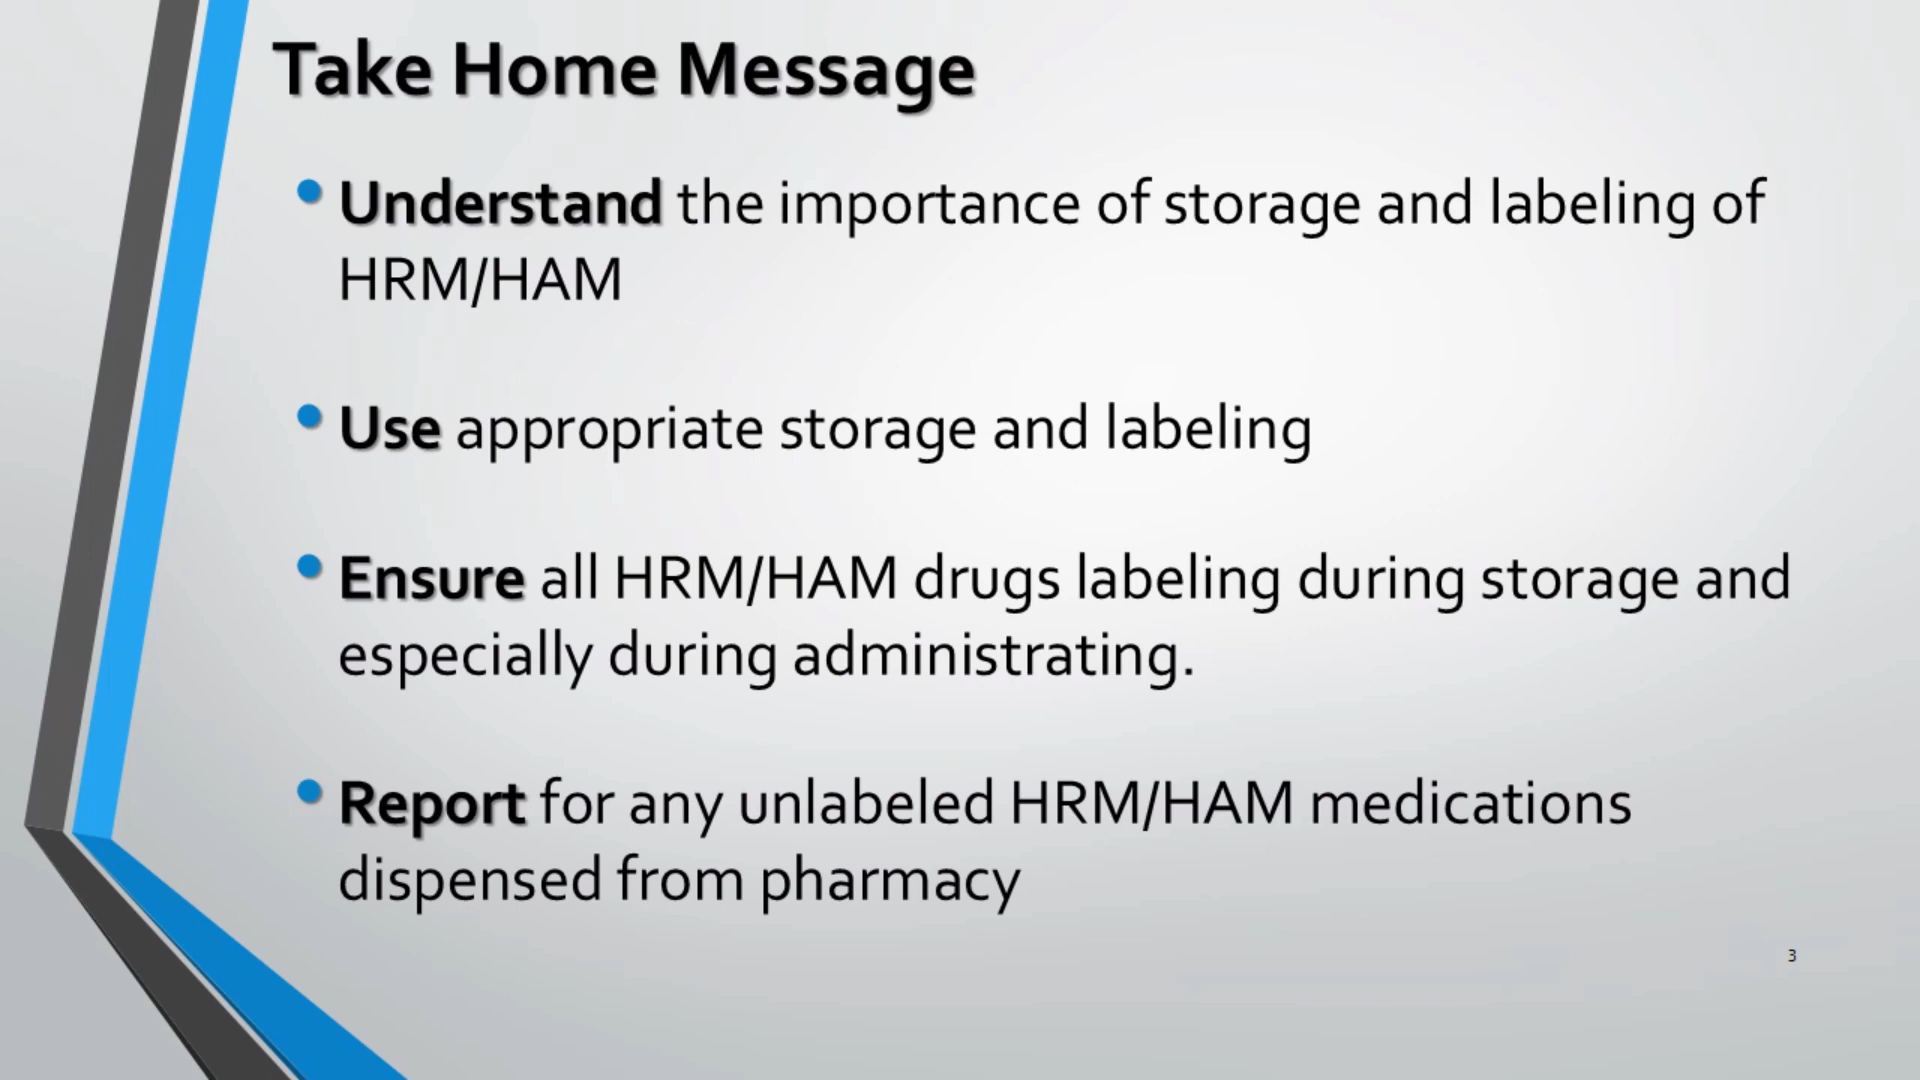 Take Home Message
• Understand the importance of storage and labeling of
HRM/HAM
• Use appropriate storage and labeling
• Ensure all HRM/HAM drugs labeling during storage and
especially during administrating.
• Report for any unlabeled HRM/HAM medications
dispensed from pharmacy
3